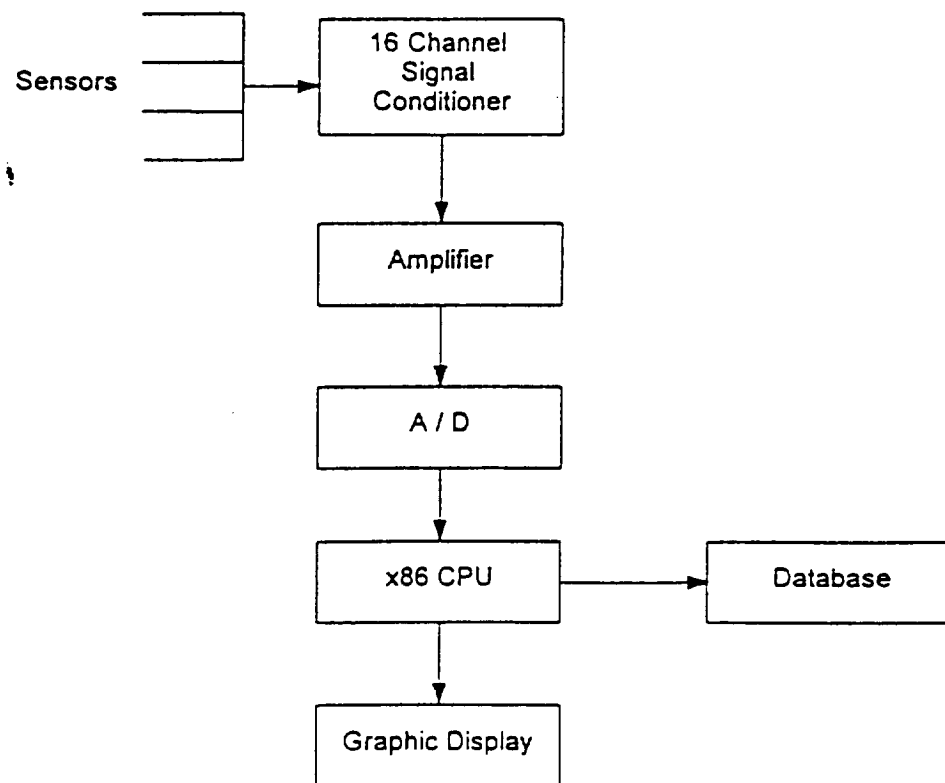 Sensors
16 Channel
Signal
Conditioner
Amplifier
A / D
x86 CPU
Database
Graphic Display